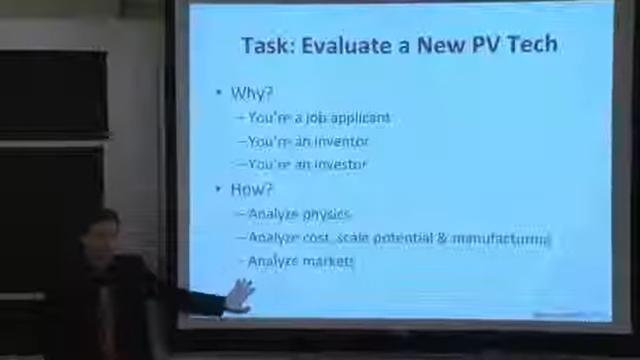 Task: Evaluate a New PV Tech
• Why?
– You're a job applicant
– You're an inventor
– You're an investor
• How?
– Analyze physics
– Analyze cost, scale potential & manufacturing
– Analyze markets